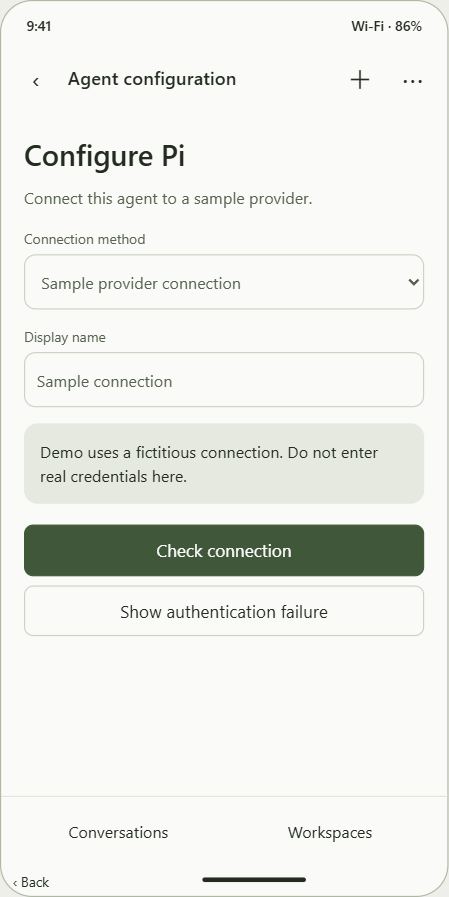 9:41
Wi-Fi · 86%
‹ Agent configuration + ...
Configure Pi
Connect this agent to a sample provider.
Connection method
Sample provider connection
Display name
Sample connection
Demo uses a fictitious connection. Do not enter
real credentials here.
Check connection
Show authentication failure
Conversations
Workspaces
‹ Back